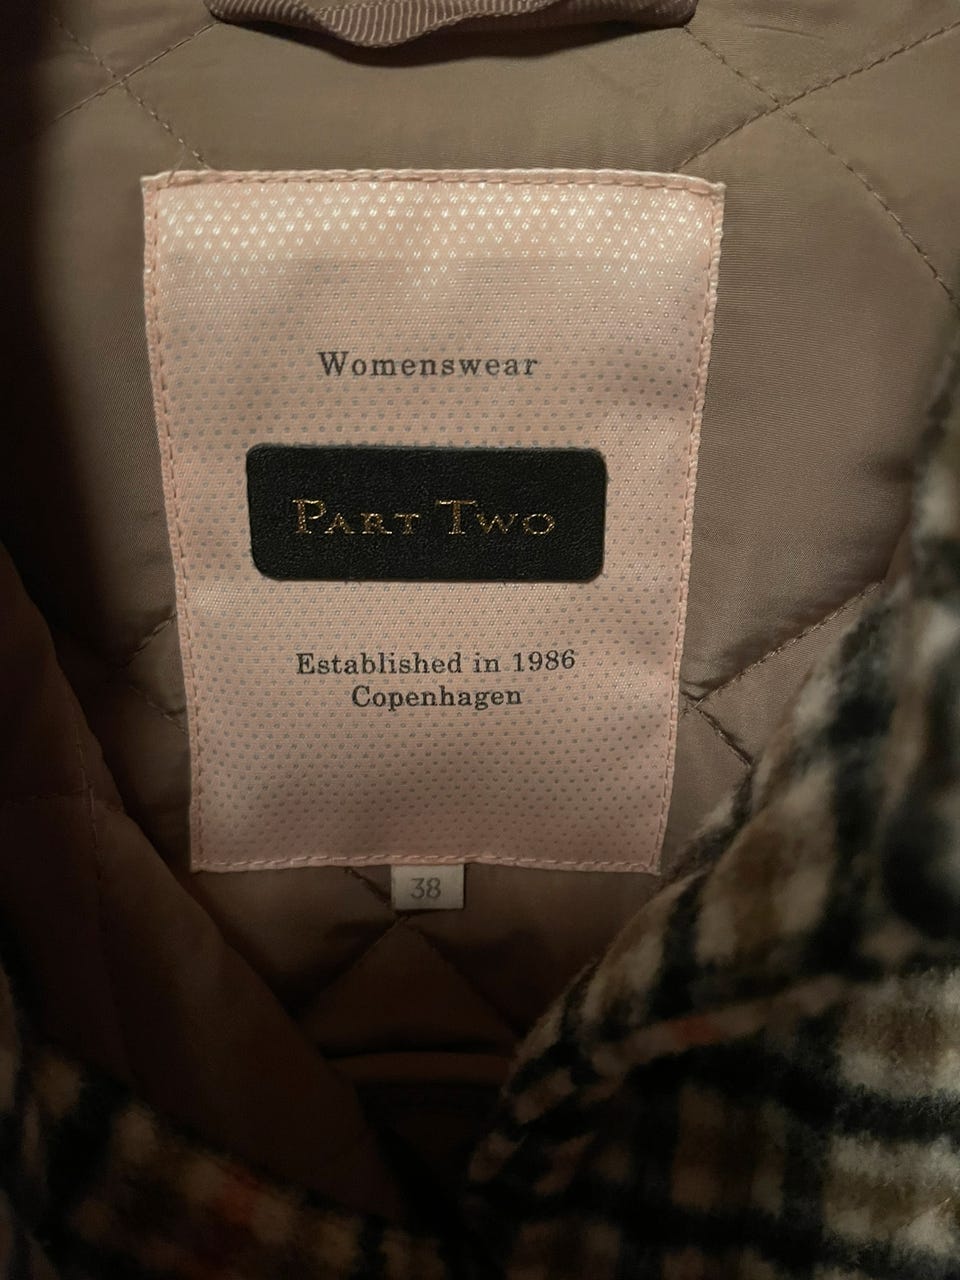 Womenswear
PART TWO
Established in 1986
Copenhagen
38